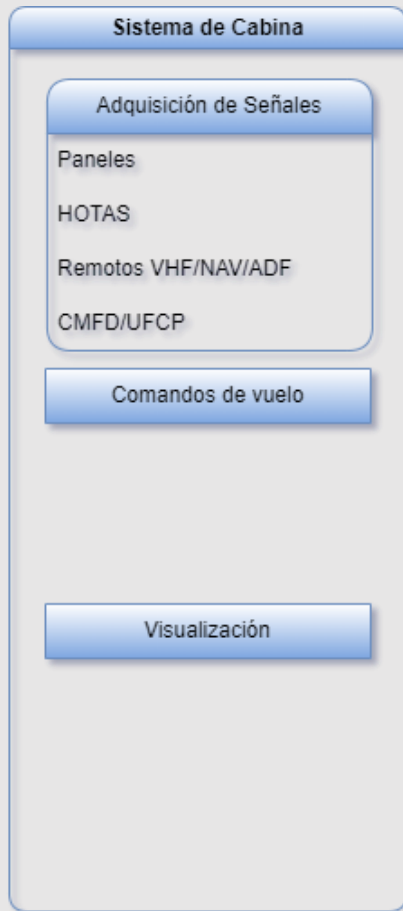 Sistema de Cabina
Adquisición de Señales
Paneles
HOTAS
Remotos VHF/NAV/ADF
CMFD/UFCP
Comandos de vuelo
Visualización